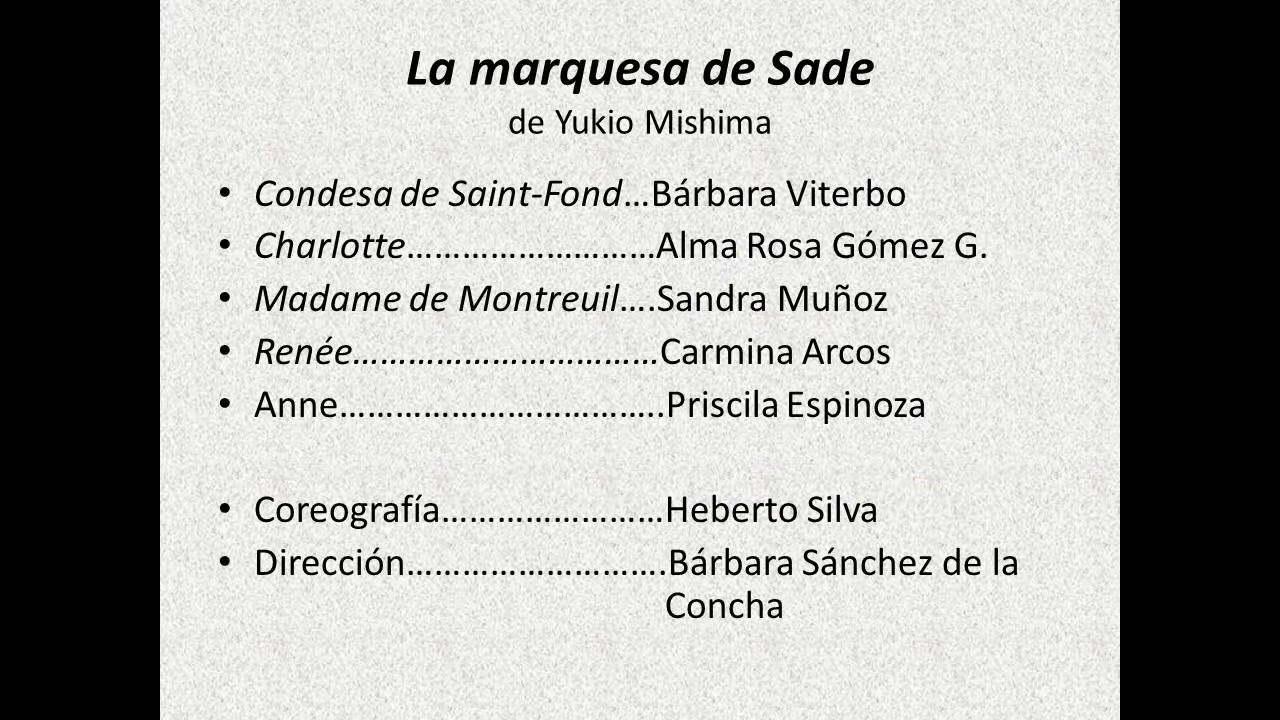 La marquesa de Sade
de Yukio Mishima
• Condesa de Saint-Fond…Bárbara Viterbo
• Charlotte………………………Alma Rosa Gómez G.
• Madame de Montreuil….Sandra Muñoz
• Renée…………………………….Carmina Arcos
• Anne……………………………..Priscila Espinoza
• Coreografía……………………Heberto Silva
• Dirección……………………….Bárbara Sánchez de la
Concha